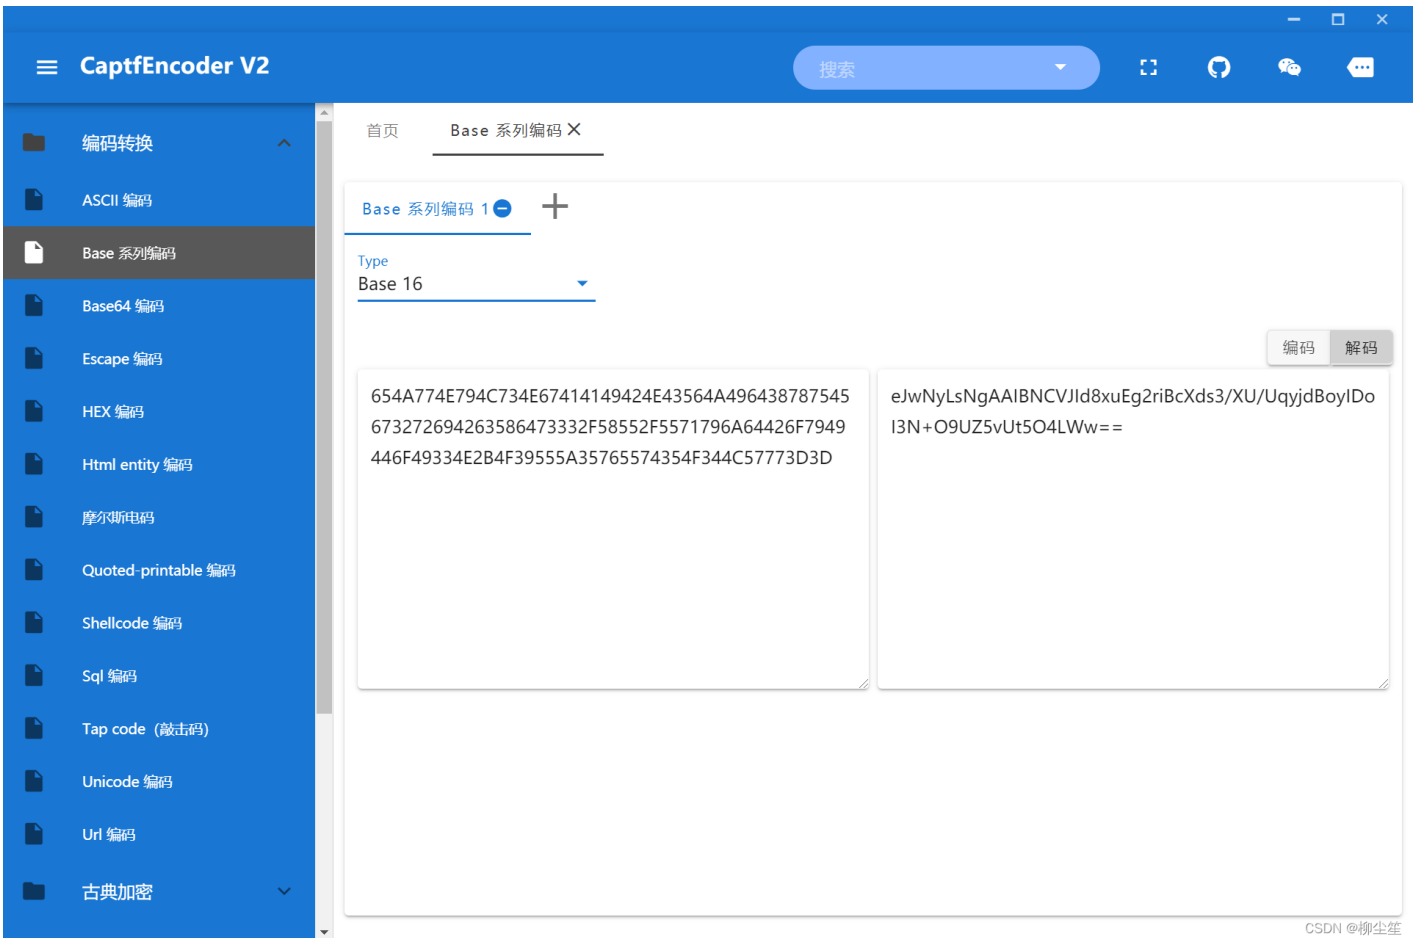 CaptfEncoder V2
搜索
编码转换
ASCII 编码
Base 系列编码
Base64 编码
Escape 编码
HEX 编码
Html entity 编码
摩尔斯电码
Quoted-printable 编码
Shellcode 编码
Sql 编码
Tap code（敲击码）
Unicode 编码
Url 编码
古典加密
首页
Base 系列编码
Base 系列编码 1
Type
Base 16
编码
解码
654A774E794C734E67414149424E43564A496438787545
673272694263586473332F58552F5571796A64426F7949
446F49334E2B4F39555A35765574354F344C57773D3D
eJwNyLsNgAAIBNCVJId8xuEg2riBcXds3/XU/UqyjdBoyIDo
I3N+O9UZ5vUt5O4LWw==
CSDN @柳尘笙